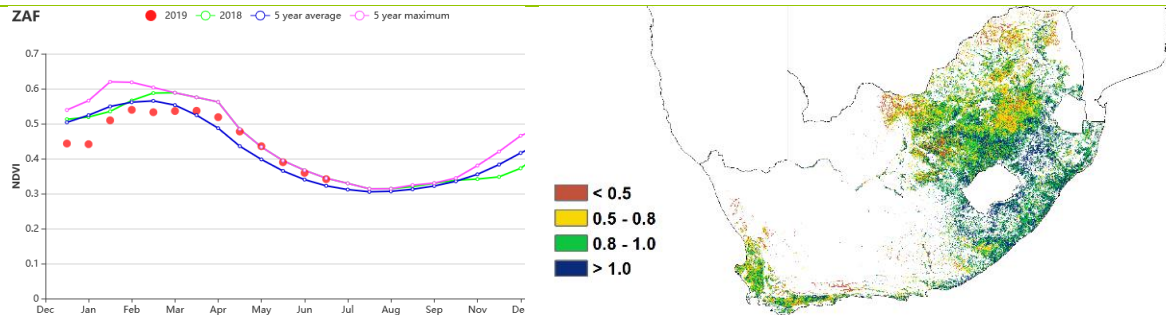 ZAF
2019 2018 5 year average 5 year maximum
NDVI
0.7
0.6
0.5
0.4
0.3
0.2
0.1
0
Dec Jan Feb Mar Apr May Jun Jul Aug Sep Oct Nov De
< 0.5
0.5 - 0.8
0.8 - 1.0
> 1.0